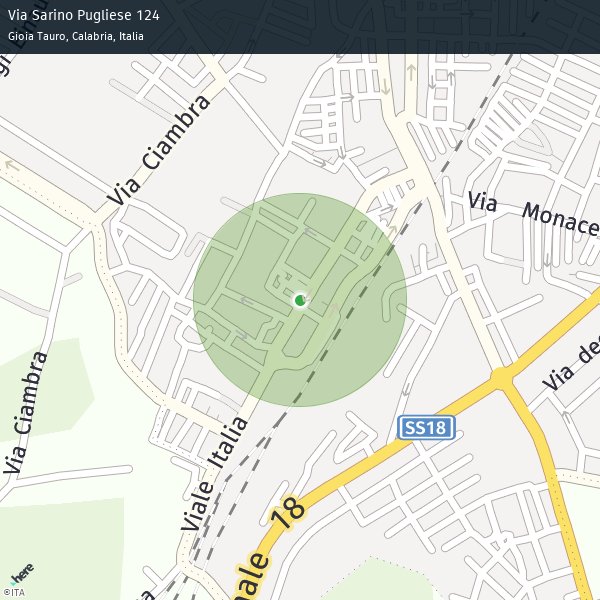 Via Sarino Pugliese 124
Gioia Tauro, Calabria, Italia
Via Ciambra
Via Monace
Via de
Via Ciambra
SS18
Viale Italia
18
nale
here
©ITA